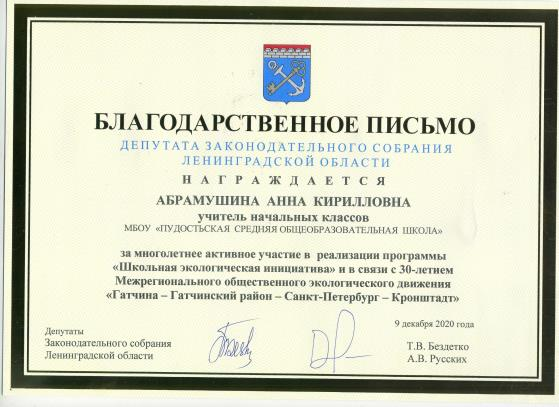 БЛАГОДАРСТВЕННОЕ ПИСЬМО
ДЕПУТАТА ЗАКОНОДАТЕЛЬНОГО СОБРАНИЯ
ЛЕНИНГРАДСКОЙ ОБЛАСТИ
НАГРАЖДАЕТСЯ
АБРАМУШИНА АННА КИРИЛЛОВНА
учитель начальных классов
МБОУ «ПУДОСТЬСКАЯ СРЕДНЯЯ ОБЩЕОБРАЗОВАТЕЛЬНАЯ ШКОЛА»
за многолетнее активное участие в реализации программы
«Школьная экологическая инициатива» и в связи с 30-летием
Межрегионального общественного экологического движения
«Гатчина – Гатчинский район – Санкт-Петербург – Кронштадт»
9 декабря 2020 года
Депутаты
Законодательного собрания
Ленинградской области
Т.В. Бездетко
А.В. Русских